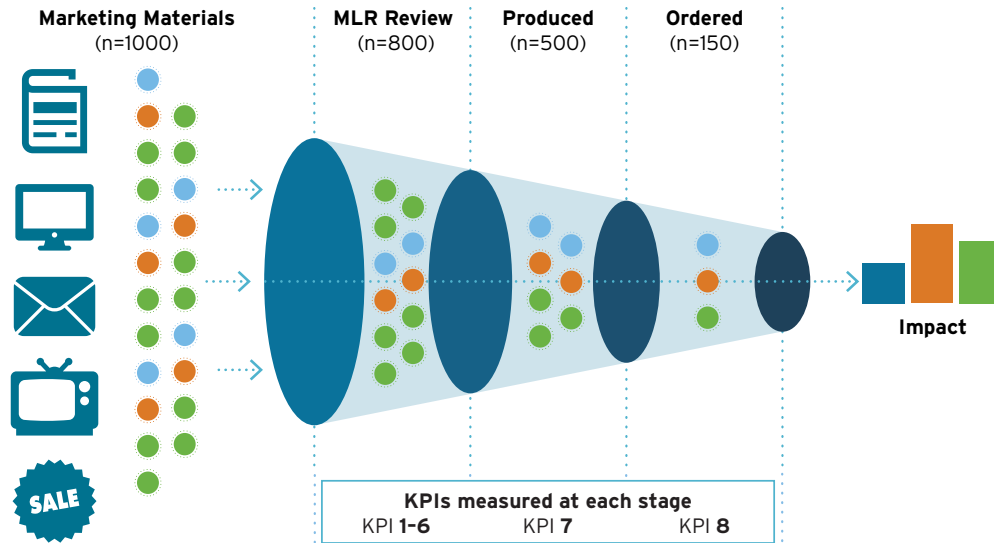 Marketing Materials
(n=1000)
MLR Review
(n=800)
Produced
(n=500)
Ordered
(n=150)
SALE
Impact
KPIs measured at each stage
KPI 1-6
KPI 7
KPI 8